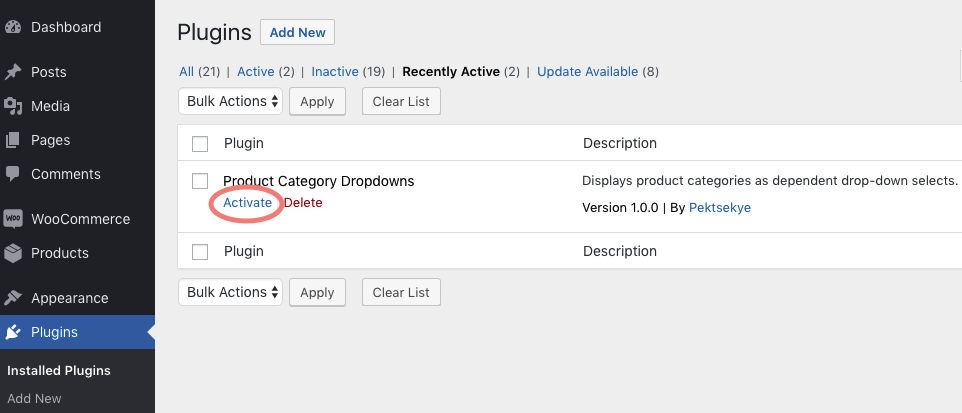 Dashboard
Posts
Media
Pages
Comments
WOO
WooCommerce
Products
Appearance
Plugins
Installed Plugins
Add New
Plugins Add New
All (21) | Active (2) | Inactive (19) | Recently Active (2) | Update Available (8)
Bulk Actions Apply Clear List
Plugin Description
Product Category Dropdowns Displays product categories as dependent drop-down selects.
Activate Delete Version 1.0.0 | By Pektsekye
Plugin Description
Bulk Actions Apply Clear List